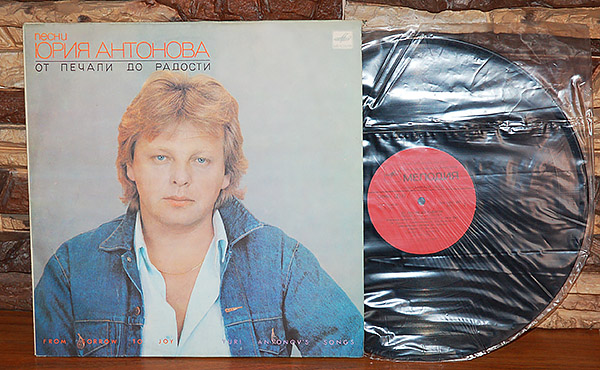 песни
ЮРИЯ АНТОНОВА
ОТ ПЕЧАЛИ ДО РАДОСТИ
МЕЛОДИЯ
FROM SORROW TO JOY YURI ANTONOV'S SONGS